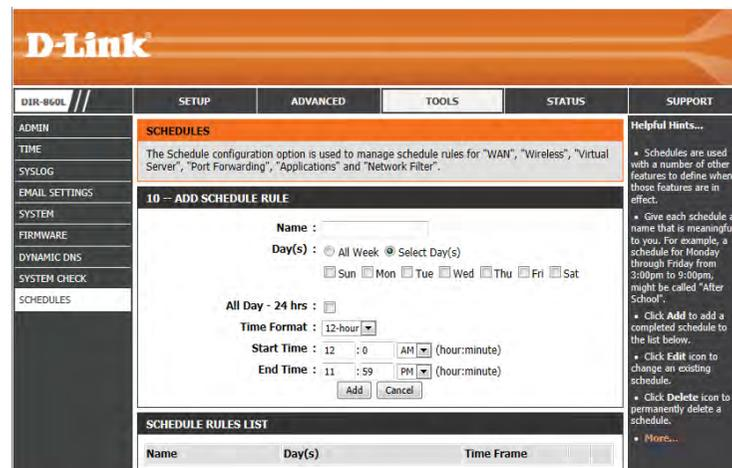 D-Link
DIR-860L
SETUP
ADVANCED
TOOLS
STATUS
SUPPORT
ADMIN
TIME
SYSLOG
EMAIL SETTINGS
SYSTEM
FIRMWARE
DYNAMIC DNS
SYSTEM CHECK
SCHEDULES
SCHEDULES
The Schedule configuration option is used to manage schedule rules for "WAN", "Wireless", "Virtual
Server", "Port Forwarding", "Applications" and "Network Filter".
10 -- ADD SCHEDULE RULE
Name :
Day(s) : All Week Select Day(s)
Sun Mon Tue Wed Thu Fri Sat
All Day - 24 hrs :
Time Format : 12-hour
Start Time : 12 : 0 AM (hour:minute)
End Time : 11 : 59 PM (hour:minute)
Add Cancel
SCHEDULE RULES LIST
Name Day(s) Time Frame
Helpful Hints...
• Schedules are used
with a number of other
features to define when
those features are in
effect.
• Give each schedule a
name that is meaningfu
to you. For example, a
schedule for Monday
through Friday from
3:00pm to 9:00pm,
might be called "After
School".
• Click Add to add a
completed schedule to
the list below.
• Click Edit icon to
change an existing
schedule.
• Click Delete icon to
permanently delete a
schedule.
• More...